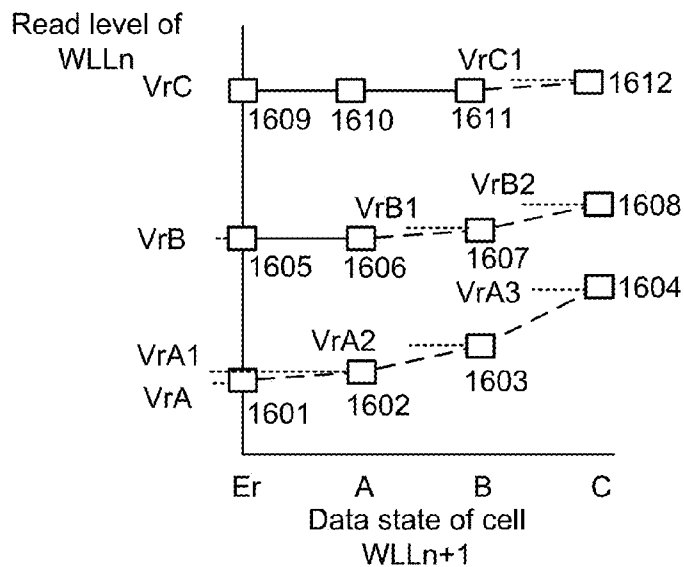 Read level of
WLLn
VrC
VrC1
1609
1610
1611
1612
VrB
VrB1
VrB2
1605
1606
1607
1608
VrA3
1604
VrA1
VrA2
VrA
1601
1602
1603
Er
A
B
C
Data state of cell
WLLn+1